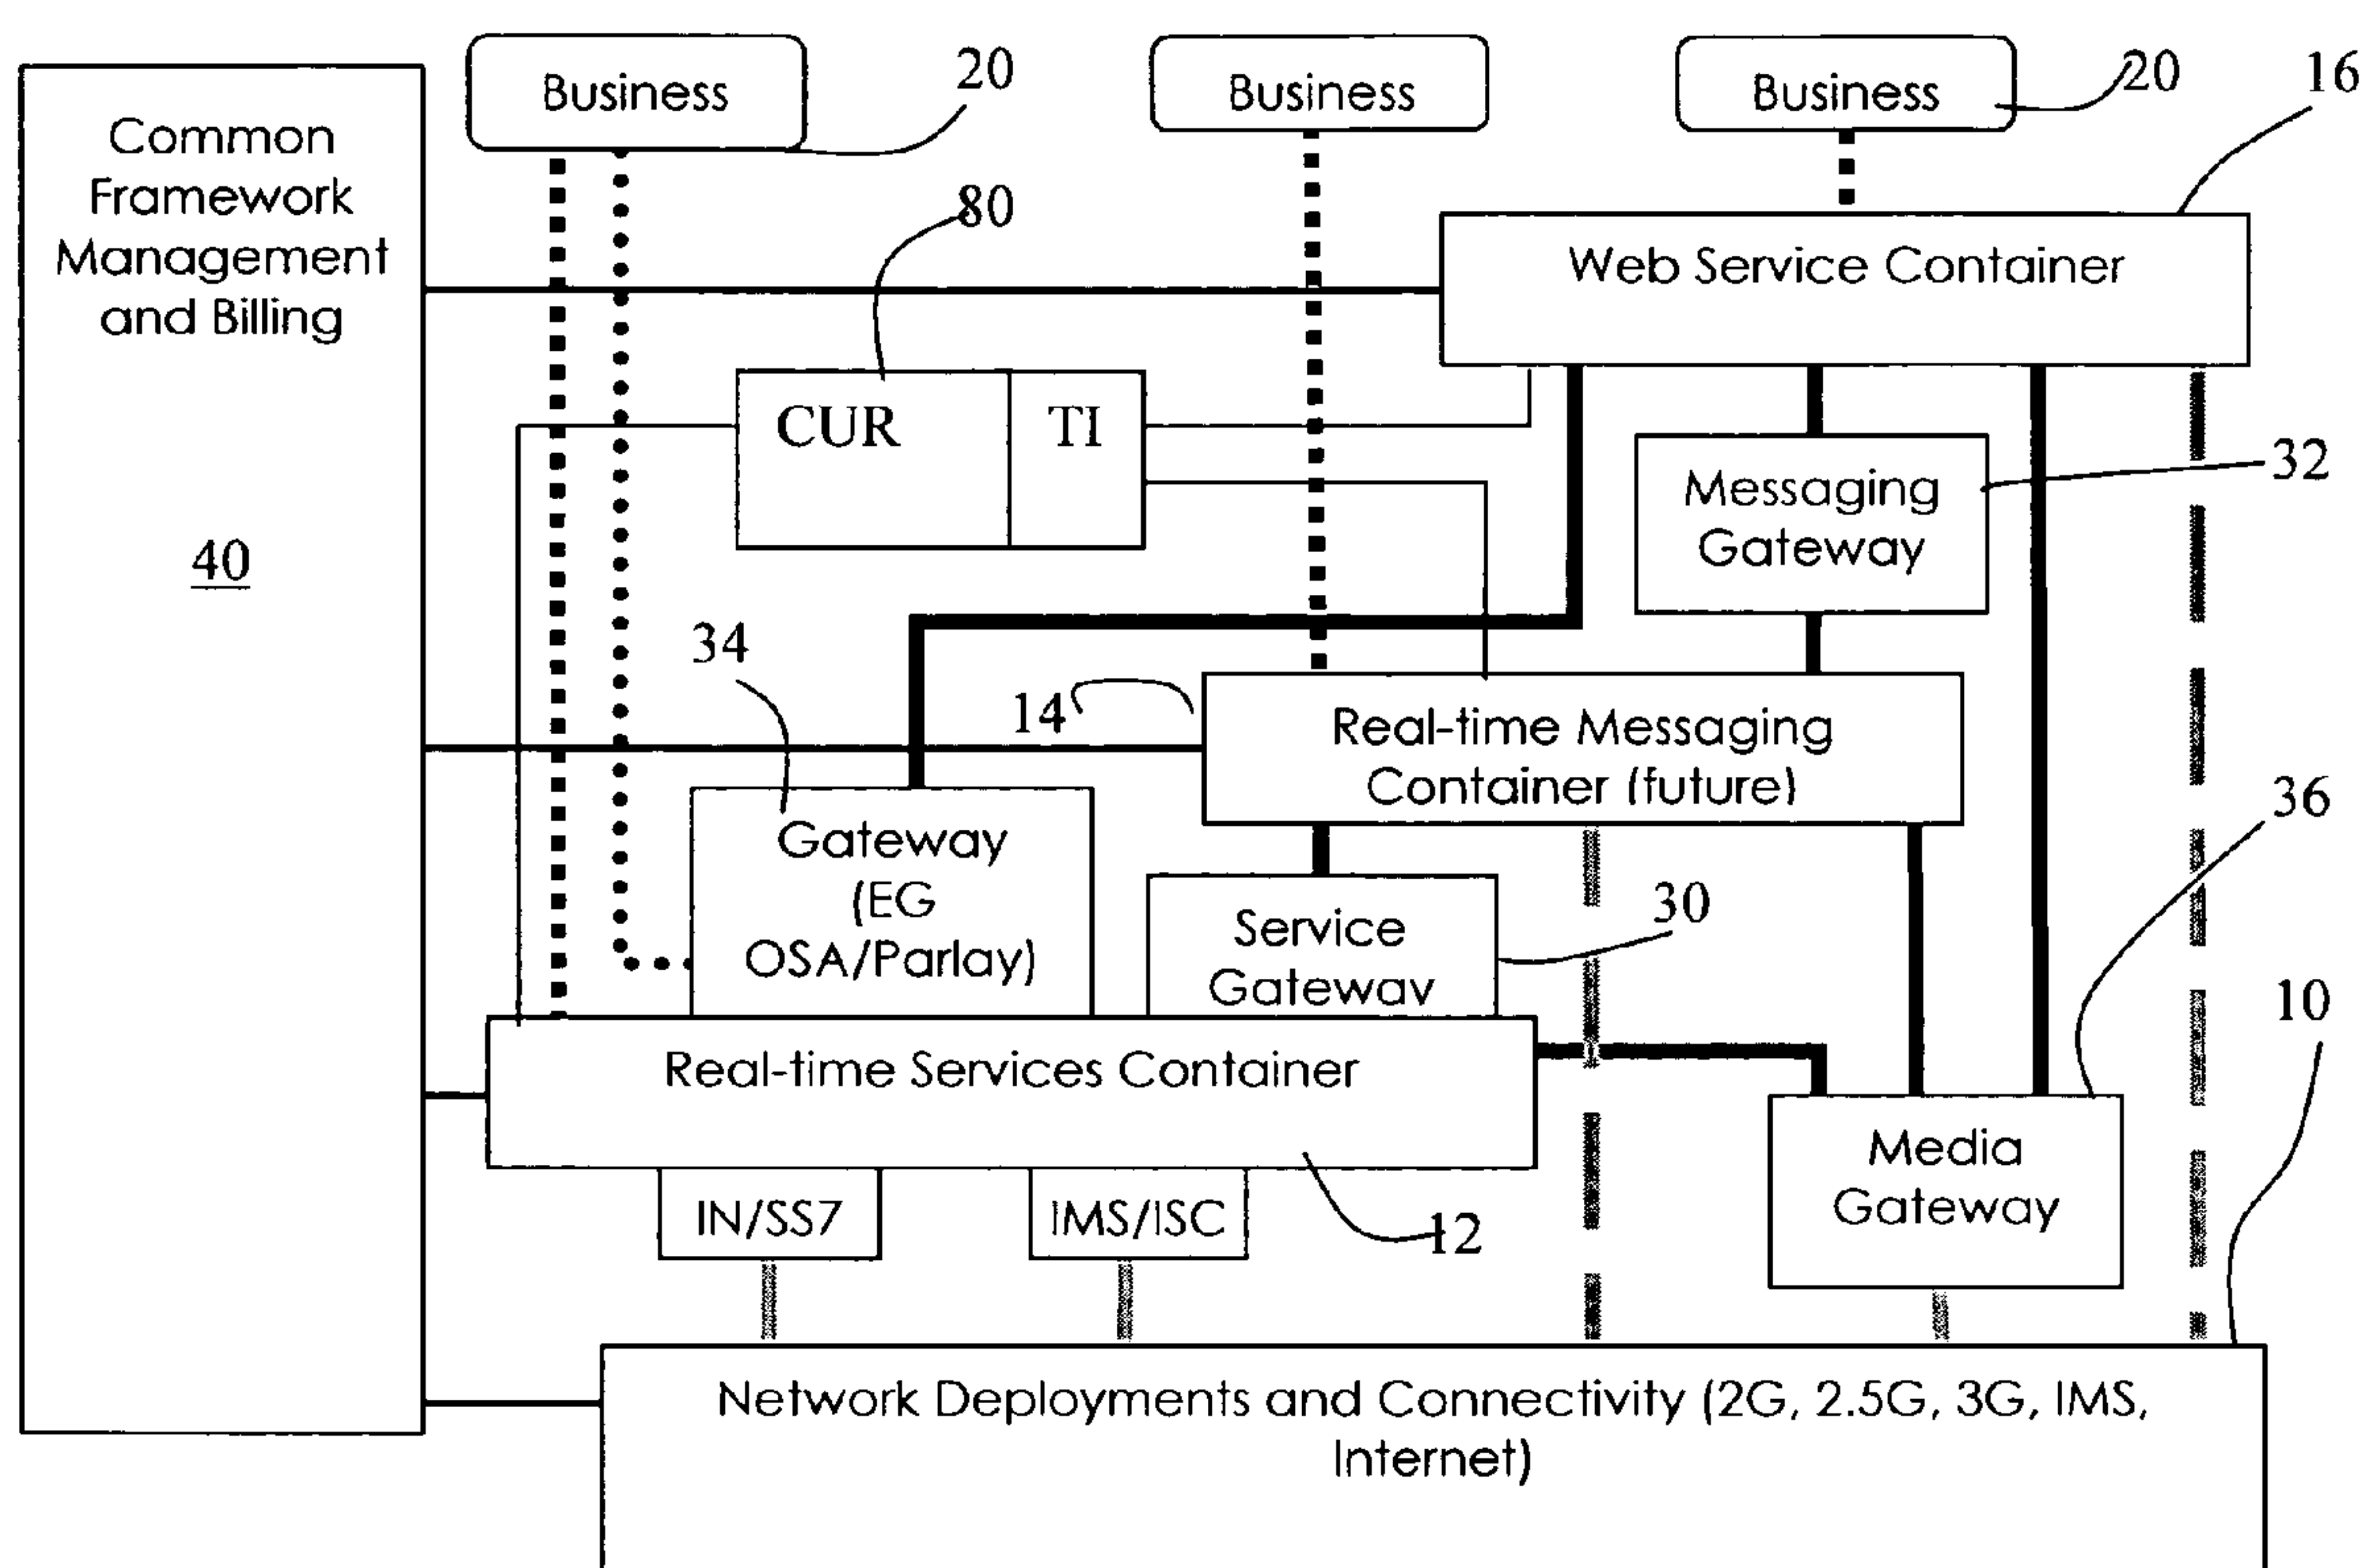 Business
20
Business
Business
20
16
Common
Framework
Management
and Billing
40
80
Web Service Container
CUR
TI
Messaging
Gateway
32
34
14
Real-time Messaging
Container (future)
36
Gateway
(EG
OSA/Parlay)
Service
Gateway
30
10
Real-time Services Container
Media
Gateway
IN/SS7
IMS/ISC
12
Network Deployments and Connectivity (2G, 2.5G, 3G, IMS,
Internet)